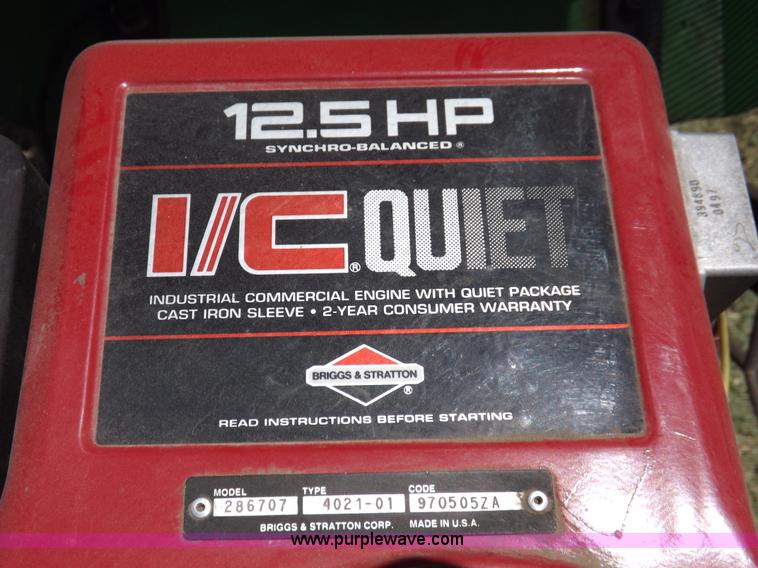 12.5 HP
SYNCHRO-BALANCED ®
I/C® QUIET
INDUSTRIAL COMMERCIAL ENGINE WITH QUIET PACKAGE
CAST IRON SLEEVE • 2-YEAR CONSUMER WARRANTY
BRIGGS & STRATTON
®
READ INSTRUCTIONS BEFORE STARTING
MODEL TYPE CODE
286707 4021-01 970505ZA
BRIGGS & STRATTON CORP. MADE IN U.S.A.
www.purplewave.com
394890
0497